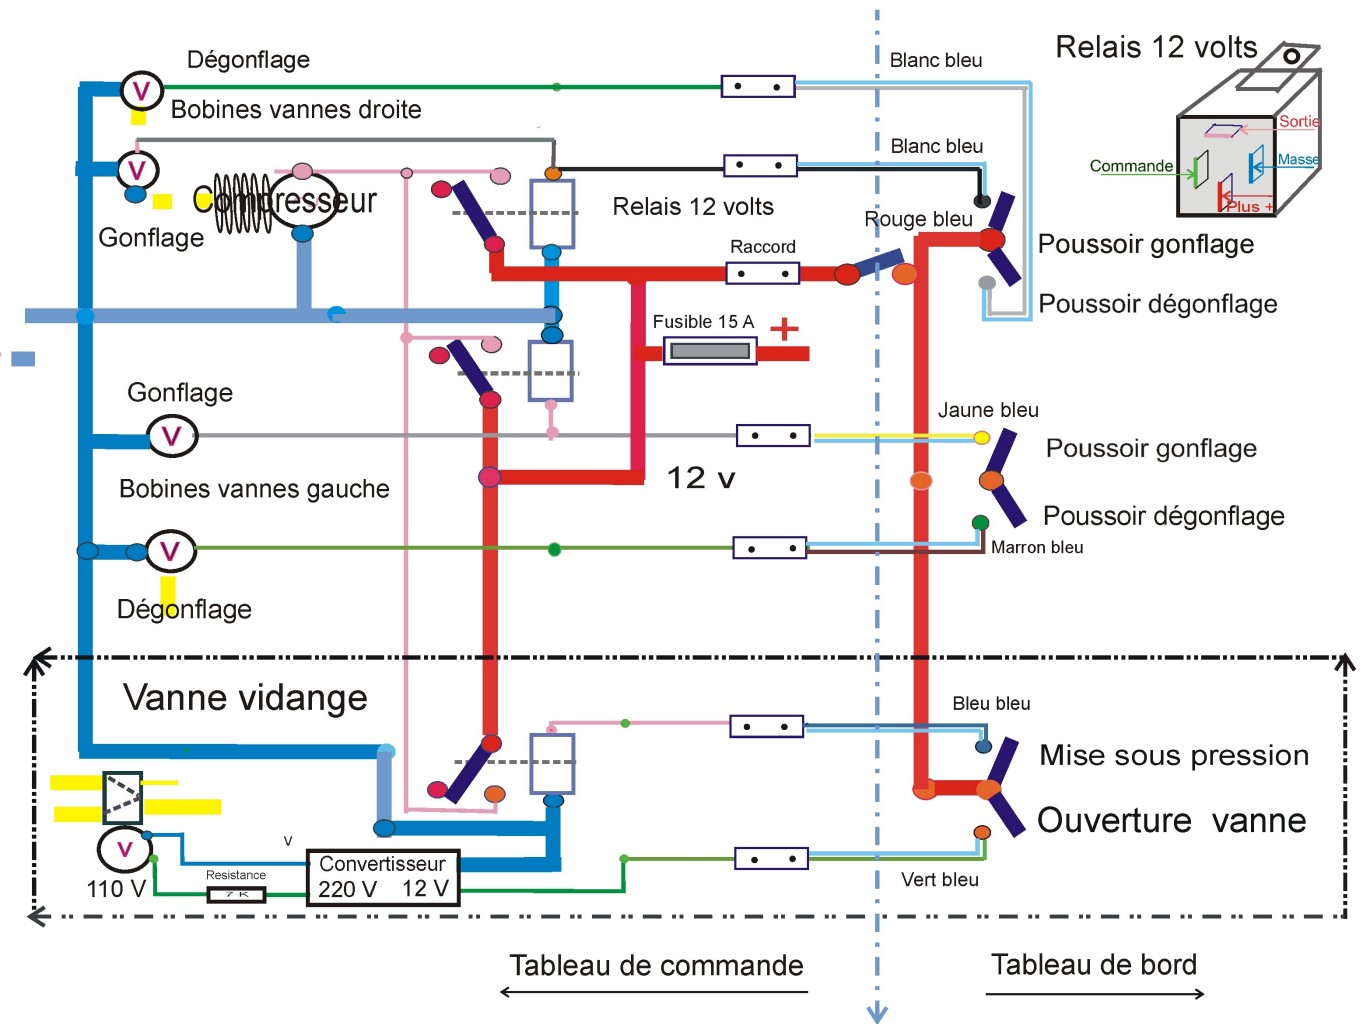 Dégonflage
Blanc bleu
Relais 12 volts
Bobines vannes droite
Sortie
Blanc bleu
Commande
Masse
Compresseur
Relais 12 volts
Plus +
Rouge bleu
Gonflage
Raccord
Poussoir gonflage
Poussoir dégonflage
Fusible 15 A
+
Gonflage
Jaune bleu
Poussoir gonflage
Bobines vannes gauche
12 v
Poussoir dégonflage
Marron bleu
Dégonflage
Vanne vidange
Bleu bleu
Mise sous pression
Ouverture vanne
V
V
V
V
V
v
Convertisseur
110 V
Resistance
7 K
220 V 12 V
Vert bleu
Tableau de commande
Tableau de bord